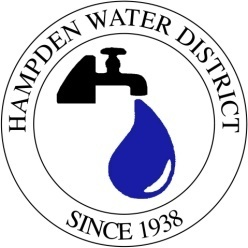 HAMPDEN WATER DISTRICT
SINCE 1938